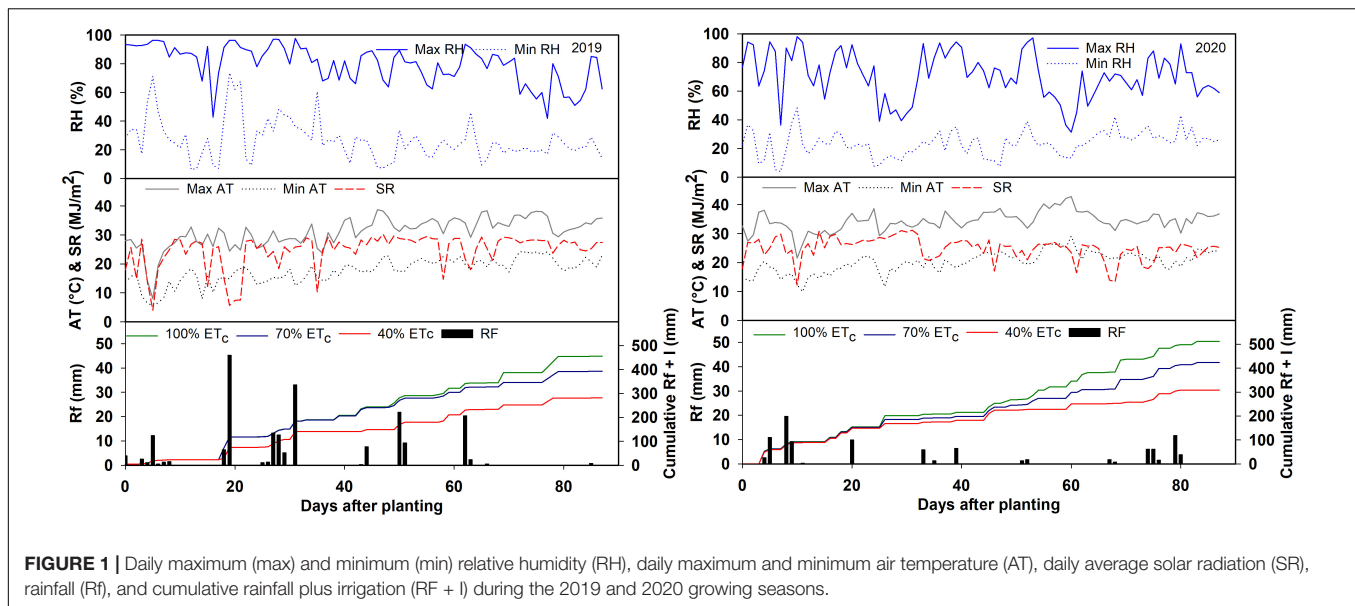 Max RH Min RH 2019
RH (%)
100
80
60
40
20
0
Max AT Min AT SR
AT (°C) & SR (MJ/m²)
40
30
20
10
0
100% ETC 70% ETC 40% ETc RF
Rf (mm)
50
40
30
20
10
0
500
400
300
200
100
0
Cumulative Rf + I (mm)
0 20 40 60 80
Days after planting
Max RH 2020
Min RH
RH (%)
100
80
60
40
20
0
Max AT Min AT SR
AT (°C) & SR (MJ/m²)
40
30
20
10
0
100% ETC 70% ETC 40% ETc RF
Rf (mm)
50
40
30
20
10
0
500
400
300
200
100
0
Cumulative Rf + I (mm)
0 20 40 60 80
Days after planting
FIGURE 1 | Daily maximum (max) and minimum (min) relative humidity (RH), daily maximum and minimum air temperature (AT), daily average solar radiation (SR),
rainfall (Rf), and cumulative rainfall plus irrigation (RF + I) during the 2019 and 2020 growing seasons.